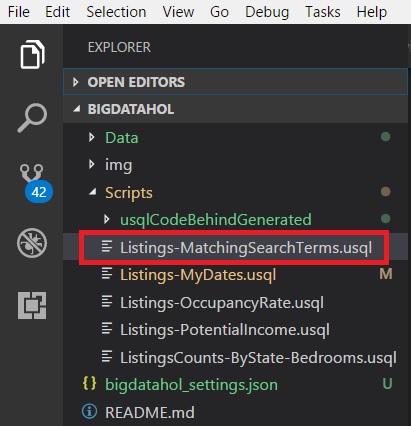 File Edit Selection View Go Debug Tasks Help
EXPLORER
OPEN EDITORS
BIGDATAHOL
Data
img
42
Scripts
usqlCodeBehindGenerated
Listings-MatchingSearchTerms.usql
Listings-MyDates.usql M
Listings-OccupancyRate.usql
Listings-PotentialIncome.usql
ListingsCounts-ByState-Bedrooms.usql
{} bigdatahol_settings.json U
README.md